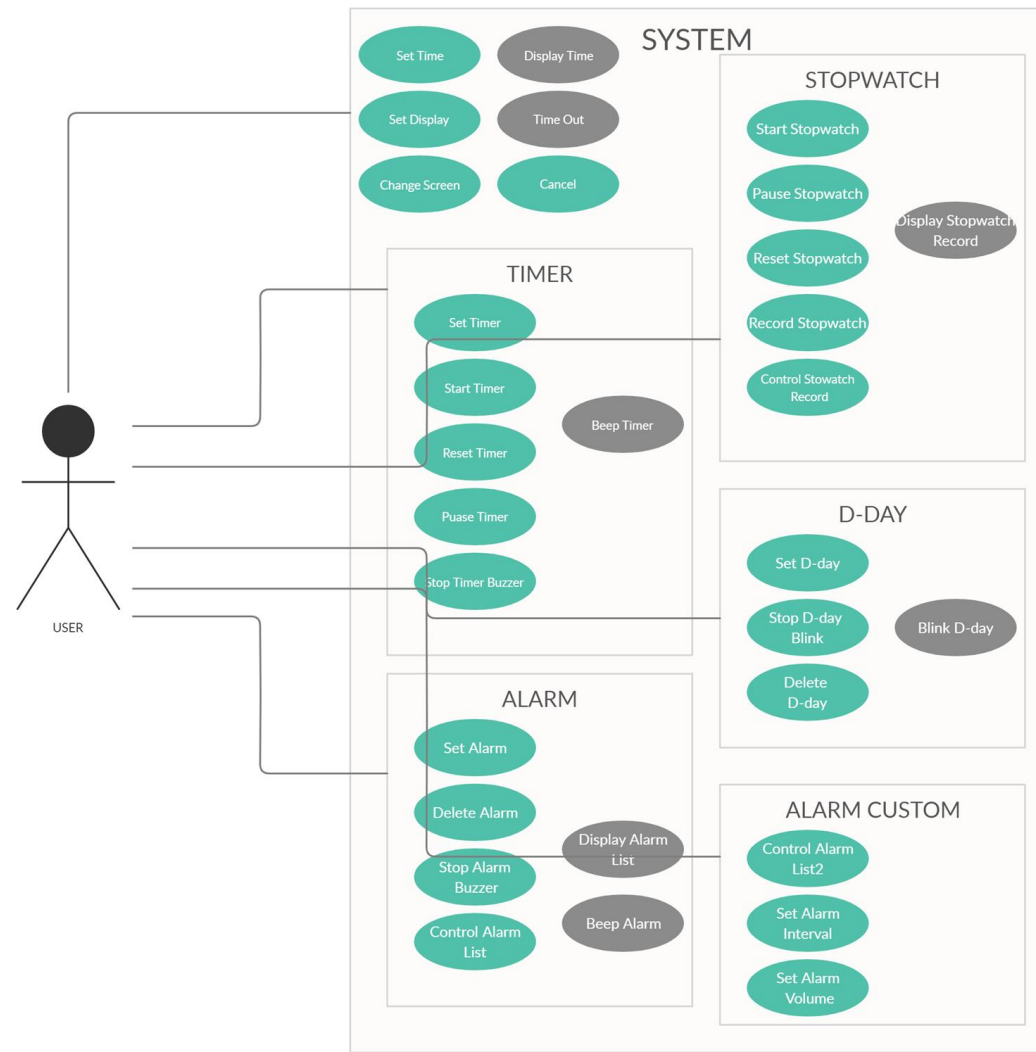 SYSTEM
Set Time
Display Time
Set Display
Time Out
Change Screen
Cancel
STOPWATCH
Start Stopwatch
Pause Stopwatch
Display Stopwatch
Record
Reset Stopwatch
Record Stopwatch
Control Stowatch
Record
TIMER
Set Timer
Start Timer
Beep Timer
Reset Timer
Puase Timer
Stop Timer Buzzer
D-DAY
Set D-day
Stop D-day
Blink
Blink D-day
Delete
D-day
USER
ALARM
Set Alarm
Delete Alarm
Display Alarm
List
Stop Alarm
Buzzer
Beep Alarm
Control Alarm
List
ALARM CUSTOM
Control Alarm
List2
Set Alarm
Interval
Set Alarm
Volume